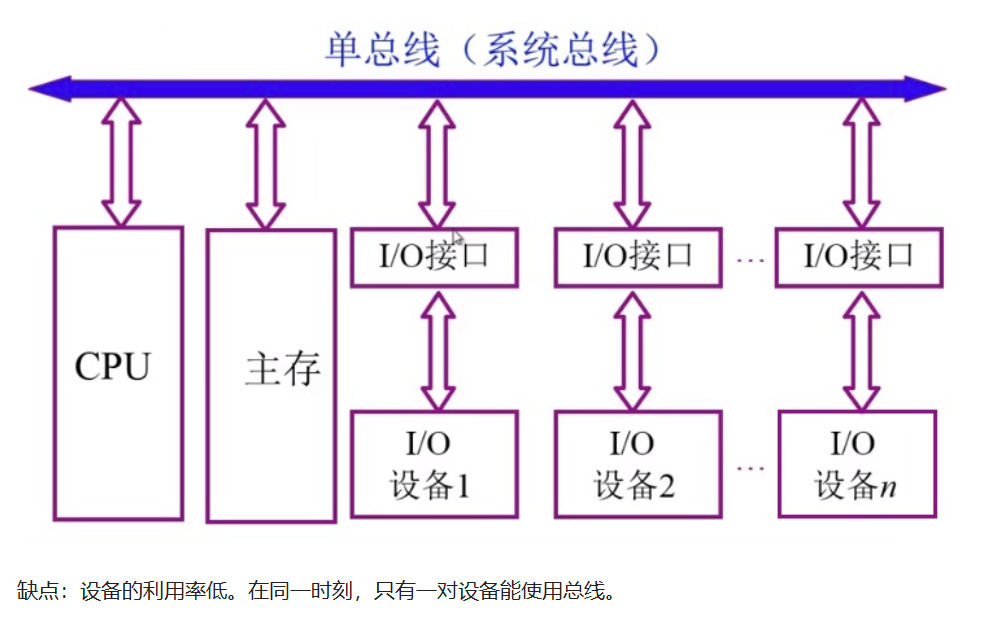 单总线（系统总线）
I/O接口
I/O接口
...
I/O接口
CPU
主存
I/O
设备1
I/O
设备2
...
I/O
设备n
缺点：设备的利用率低。在同一时刻，只有一对设备能使用总线。